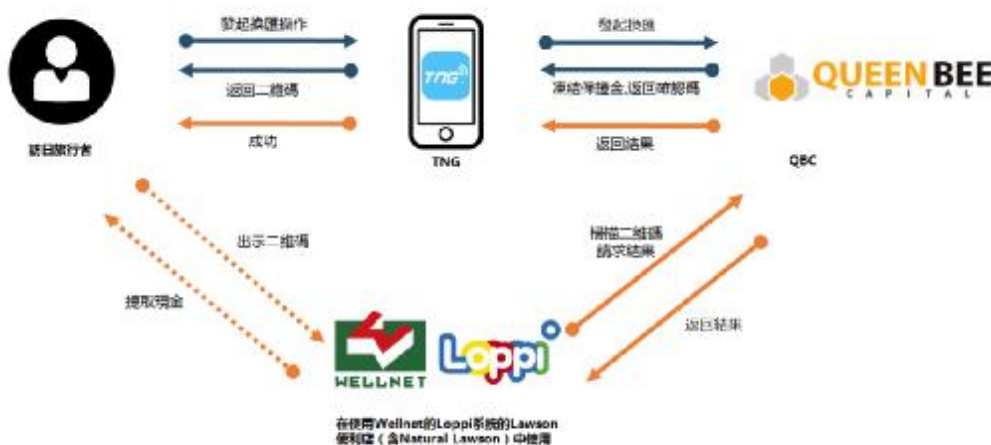 發起換匯操作
發起換匯
TNG
QUEEN BEE
CAPITAL
返回二維碼
凍結保證金,返回確認碼
成功
返回結果
訪日旅行者
TNG
QBC
出示二維碼
掃描二維碼
請求結果
提取現金
返回結果
WELLNET
Loppi
在使用Wellnet的Loppi系統的Lawson
便利店（含Natural Lawson）中使用